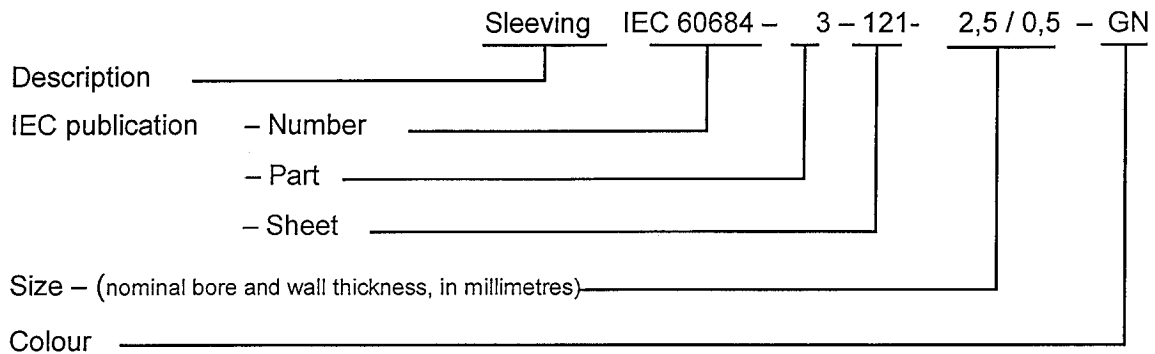 Sleeving IEC 60684 – 3 – 121- 2,5 / 0,5 – GN
Description
IEC publication – Number
– Part
– Sheet
Size – (nominal bore and wall thickness, in millimetres)
Colour